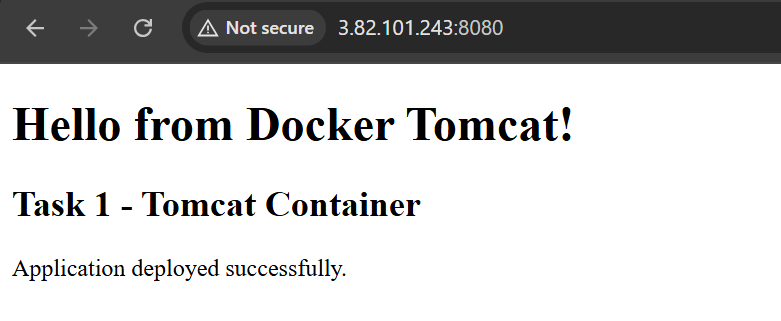 Not secure 3.82.101.243:8080
Hello from Docker Tomcat!
Task 1 - Tomcat Container
Application deployed successfully.